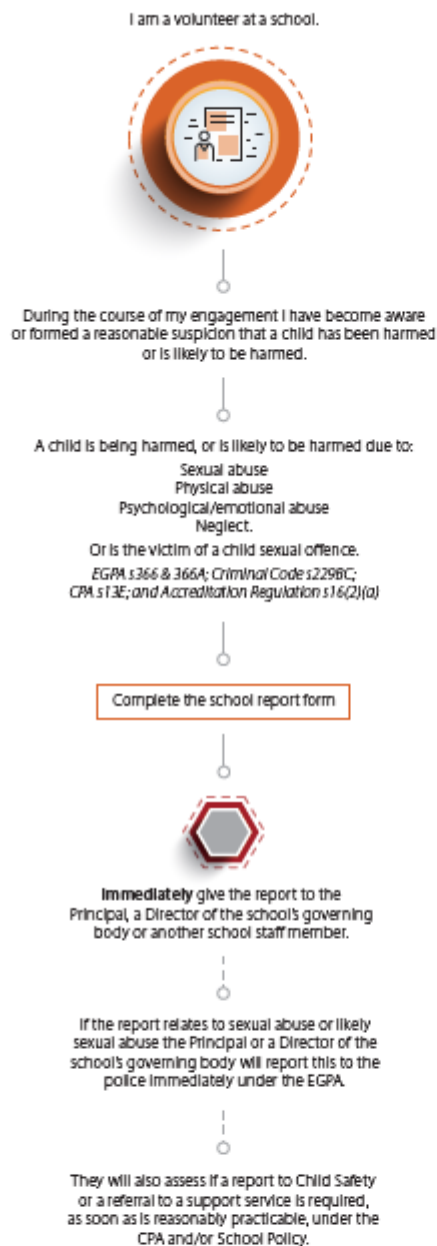 I am a volunteer at a school.
During the course of my engagement I have become aware
or formed a reasonable suspicion that a child has been harmed
or is likely to be harmed.
A child is being harmed, or is likely to be harmed due to:
Sexual abuse
Physical abuse
Psychological/emotional abuse
Neglect.
Or is the victim of a child sexual offence.
EGPA s366 & 366A; Criminal Code s229BC;
CPA s13E; and Accreditation Regulation s16(2)(a)
Complete the school report form
Immediately give the report to the
Principal, a Director of the school's governing
body or another school staff member.
If the report relates to sexual abuse or likely
sexual abuse the Principal or a Director of the
school's governing body will report this to the
police immediately under the EGPA.
They will also assess if a report to Child Safety
or a referral to a support service is required,
as soon as is reasonably practicable, under the
CPA and/or School Policy.